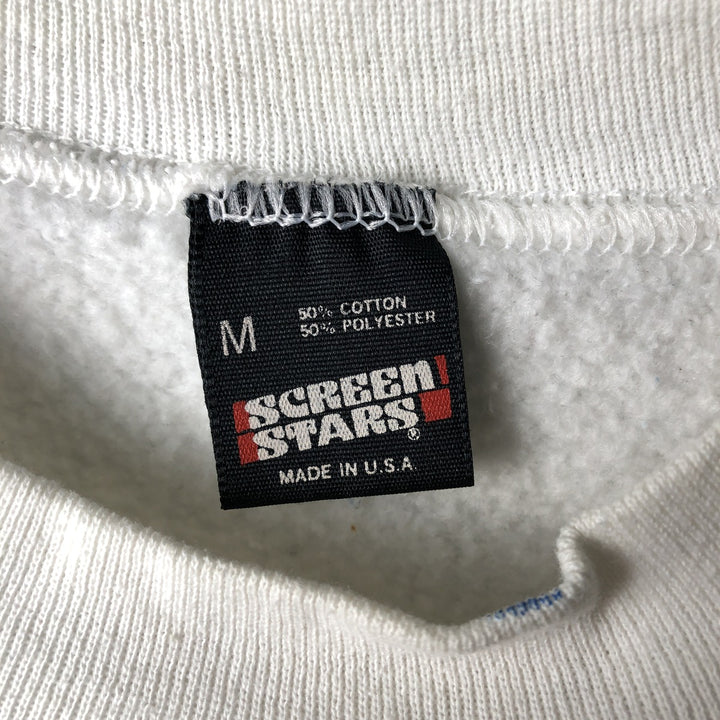 M
50% COTTON
50% POLYESTER
SCREEN
STARS®
MADE IN U.S.A.